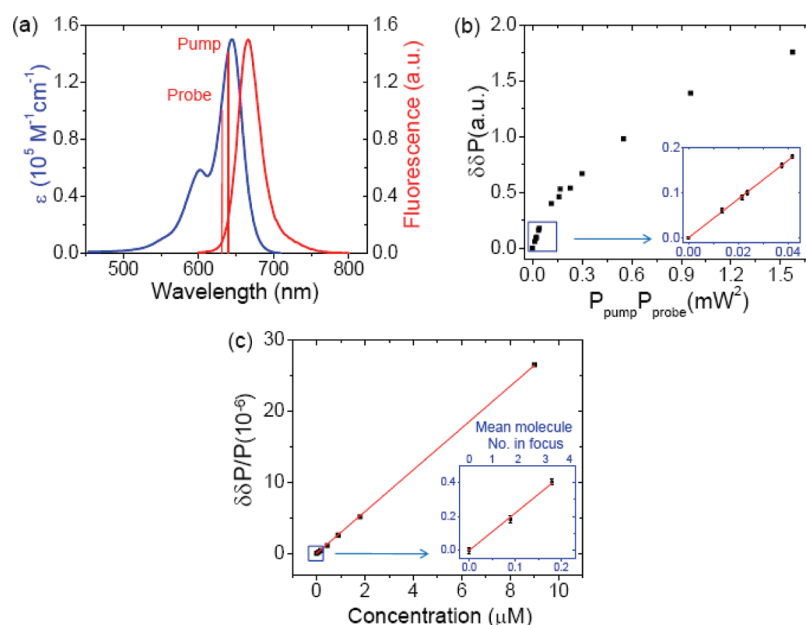 (a)
1.6
1.2
0.8
0.4
0.0
ε (10⁵ M⁻¹cm⁻¹)
Pump
Probe
1.6
1.2
0.8
0.4
0.0
Fluorescence (a.u.)
500 600 700 800
Wavelength (nm)
(b)
2.0
1.5
1.0
0.5
0.0
δδP(a.u.)
0.2
0.1
0.0
0.00 0.02 0.04
0.0 0.3 0.6 0.9 1.2 1.5
P_pump P_probe (mW²)
(c)
30
20
10
0
δδP/P(10⁻⁶)
Mean molecule
No. in focus
0 1 2 3 4
0.4
0.2
0.0
0.0 0.1 0.2
0 2 4 6 8 10
Concentration (μM)